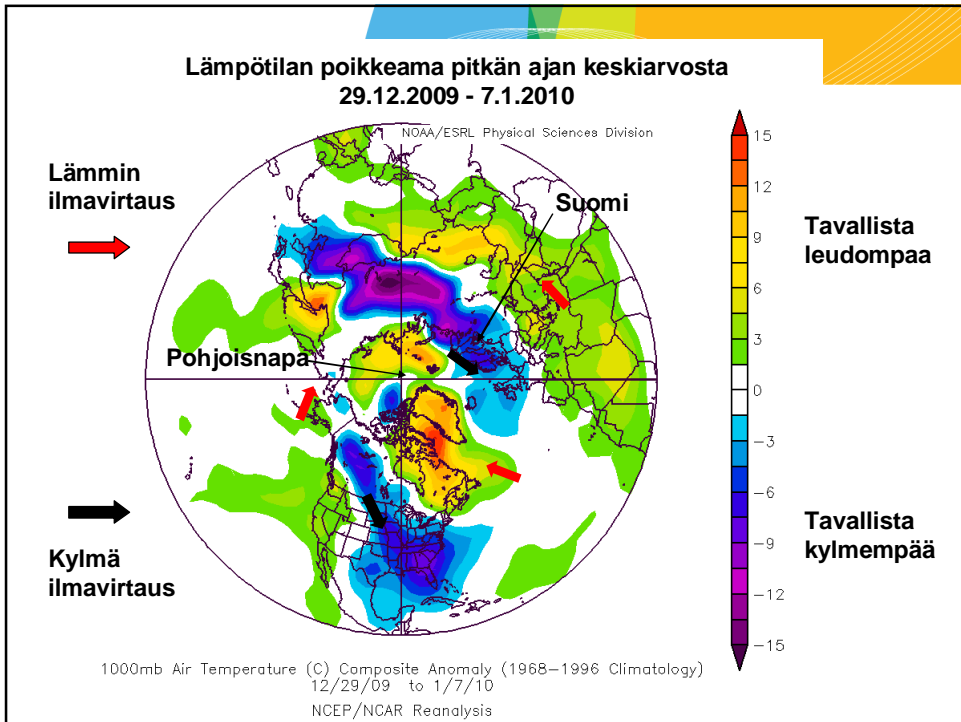 Lämpötilan poikkeama pitkän ajan keskiarvosta
29.12.2009 - 7.1.2010
NOAA/ESRL Physical Sciences Division
Lämmin
ilmavirtaus
Suomi
Pohjoisnapa
Kylmä
ilmavirtaus
15
12
9
6
3
0
−3
−6
−9
−12
−15
Tavallista
leudompaa
Tavallista
kylmempää
1000mb Air Temperature (C) Composite Anomaly (1968−1996 Climatology)
12/29/09 to 1/7/10
NCEP/NCAR Reanalysis